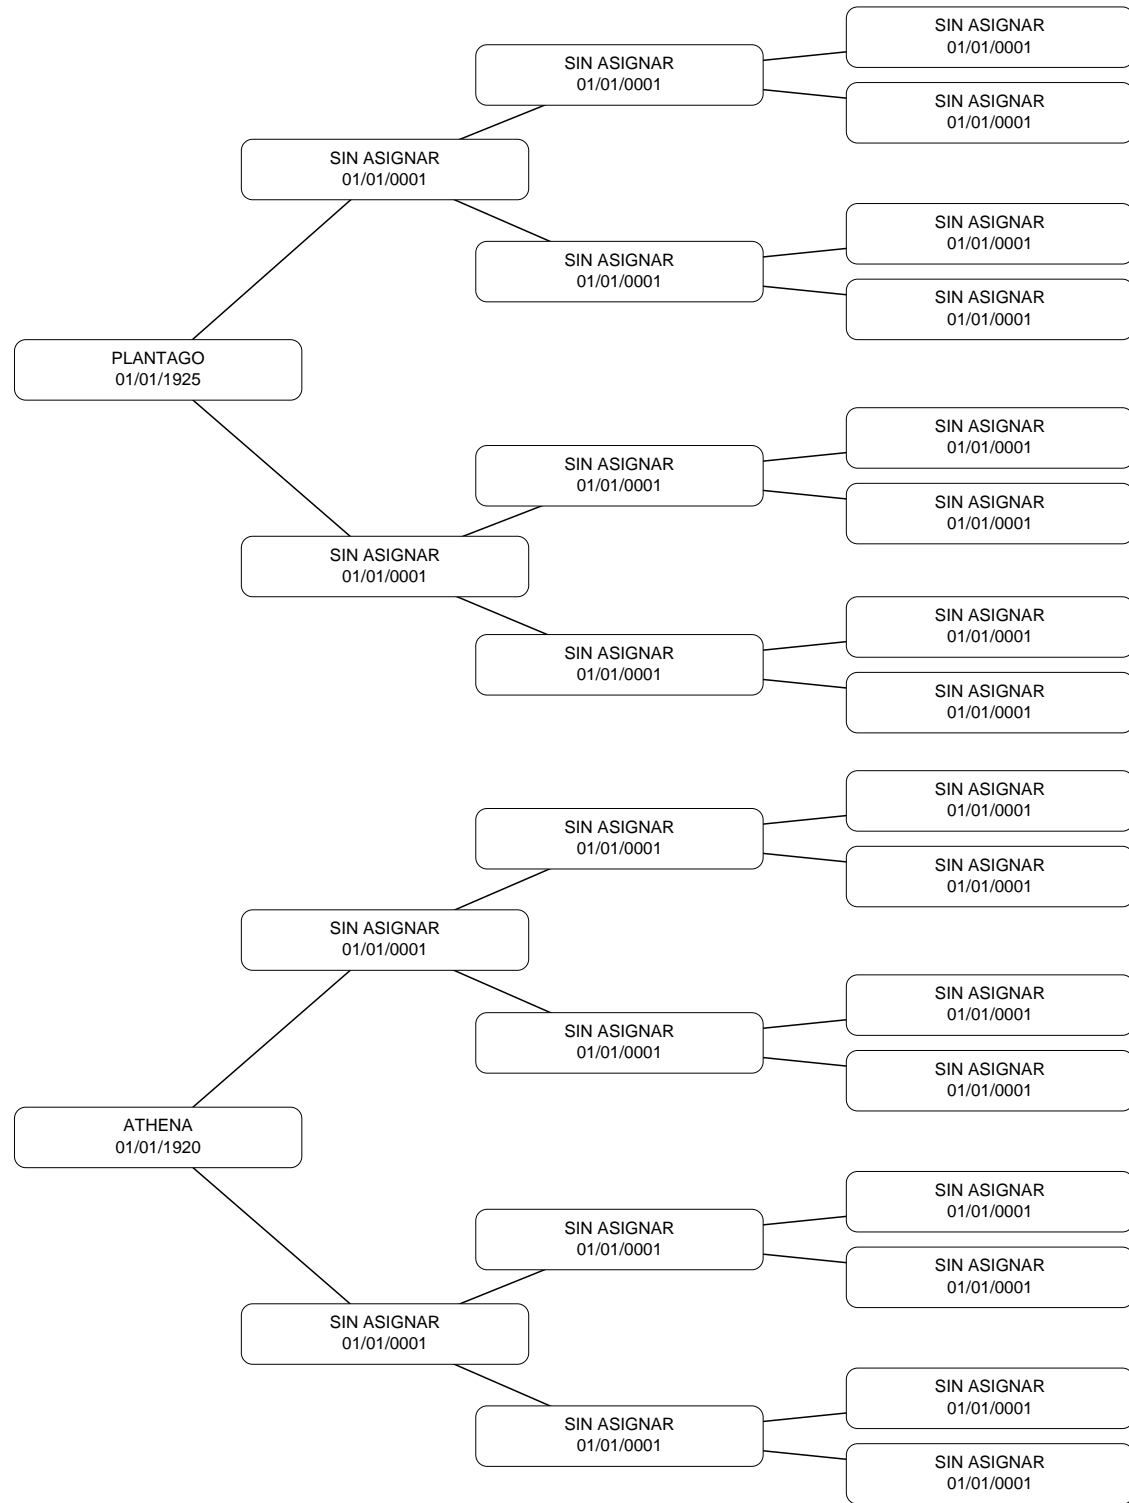 SIN ASIGNAR
01/01/0001
SIN ASIGNAR
01/01/0001
SIN ASIGNAR
01/01/0001
SIN ASIGNAR
01/01/0001
SIN ASIGNAR
01/01/0001
SIN ASIGNAR
01/01/0001
SIN ASIGNAR
01/01/0001
PLANTAGO
01/01/1925
SIN ASIGNAR
01/01/0001
SIN ASIGNAR
01/01/0001
SIN ASIGNAR
01/01/0001
SIN ASIGNAR
01/01/0001
SIN ASIGNAR
01/01/0001
SIN ASIGNAR
01/01/0001
SIN ASIGNAR
01/01/0001
SIN ASIGNAR
01/01/0001
SIN ASIGNAR
01/01/0001
SIN ASIGNAR
01/01/0001
SIN ASIGNAR
01/01/0001
SIN ASIGNAR
01/01/0001
SIN ASIGNAR
01/01/0001
SIN ASIGNAR
01/01/0001
SIN ASIGNAR
01/01/0001
ATHENA
01/01/1920
SIN ASIGNAR
01/01/0001
SIN ASIGNAR
01/01/0001
SIN ASIGNAR
01/01/0001
SIN ASIGNAR
01/01/0001
SIN ASIGNAR
01/01/0001
SIN ASIGNAR
01/01/0001
SIN ASIGNAR
01/01/0001